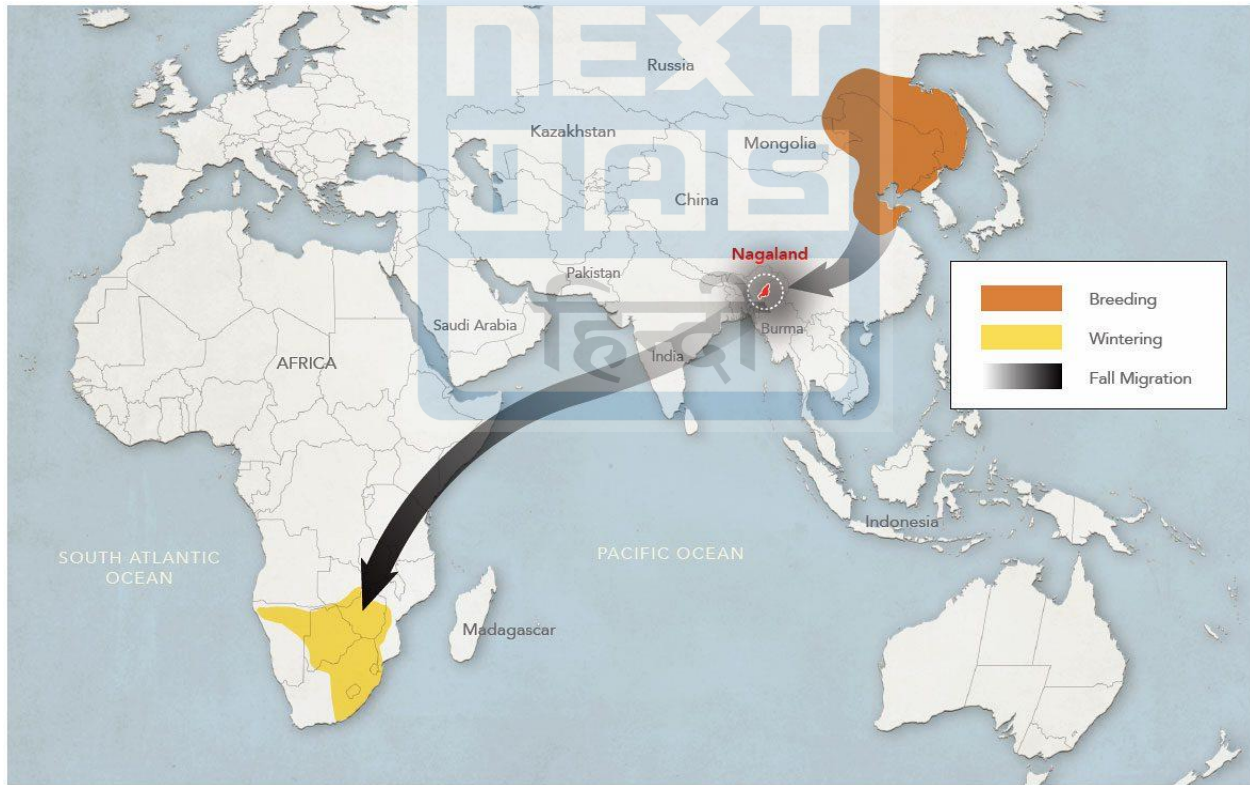 NEXT
IAS
हिन्दी
Russia
Kazakhstan
Mongolia
China
Nagaland
Pakistan
Saudi Arabia
Burma
India
AFRICA
Breeding
Wintering
Fall Migration
Indonesia
SOUTH ATLANTIC
OCEAN
PACIFIC OCEAN
Madagascar